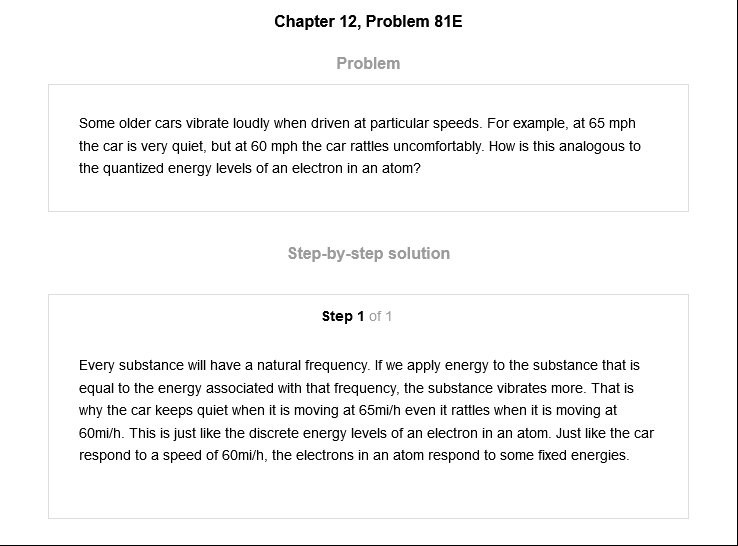 Chapter 12, Problem 81E
Problem
Some older cars vibrate loudly when driven at particular speeds. For example, at 65 mph
the car is very quiet, but at 60 mph the car rattles uncomfortably. How is this analogous to
the quantized energy levels of an electron in an atom?
Step-by-step solution
Step 1 of 1
Every substance will have a natural frequency. If we apply energy to the substance that is
equal to the energy associated with that frequency, the substance vibrates more. That is
why the car keeps quiet when it is moving at 65mi/h even it rattles when it is moving at
60mi/h. This is just like the discrete energy levels of an electron in an atom. Just like the car
respond to a speed of 60mi/h, the electrons in an atom respond to some fixed energies.